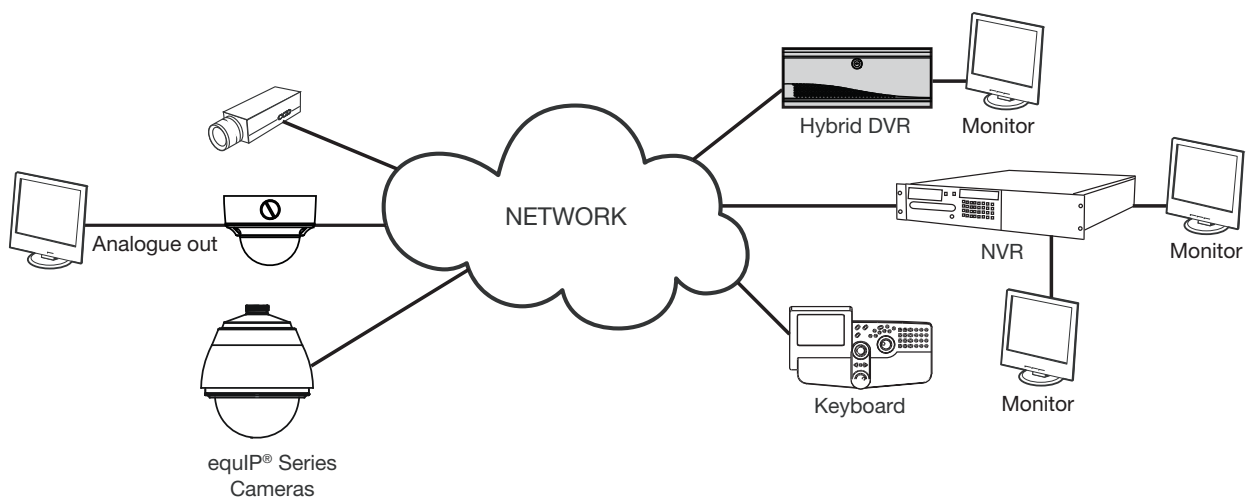 Hybrid DVR
Monitor
NETWORK
Analogue out
NVR
Monitor
Keyboard
Monitor
equIP® Series
Cameras